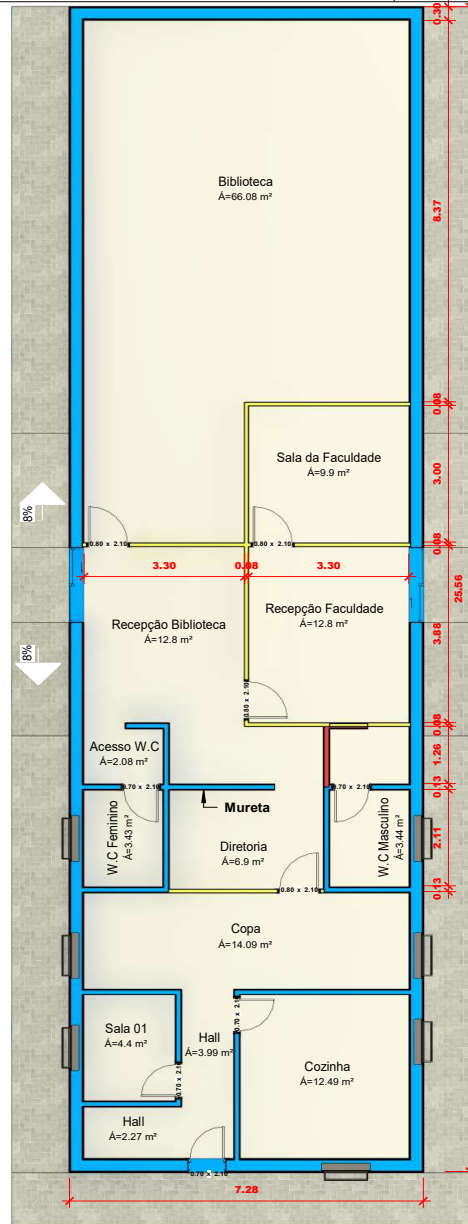 0.30
Biblioteca
Á=66.08 m²
8.37
0.08
Sala da Faculdade
Á=9.9 m²
3.00
8%
0.80 x 2.10
0.80 x 2.10
0.08
3.30
0.08
3.30
25.56
Recepção Biblioteca
Á=12.8 m²
Recepção Faculdade
Á=12.8 m²
3.88
8%
0.80 x 2.10
0.08
Acesso W.C
Á=2.08 m²
1.26
0.70 x 2.10
0.70 x 2.10
0.13
Mureta
W.C Feminino
Á=3.43 m²
Diretoria
Á=6.9 m²
W.C Masculino
Á=3.44 m²
2.11
0.80 x 2.10
0.13
Copa
Á=14.09 m²
Sala 01
Á=4.4 m²
0.70 x 2.10
Hall
Á=3.99 m²
0.70 x 2.10
Cozinha
Á=12.49 m²
Hall
Á=2.27 m²
0.70 x 2.10
7.28